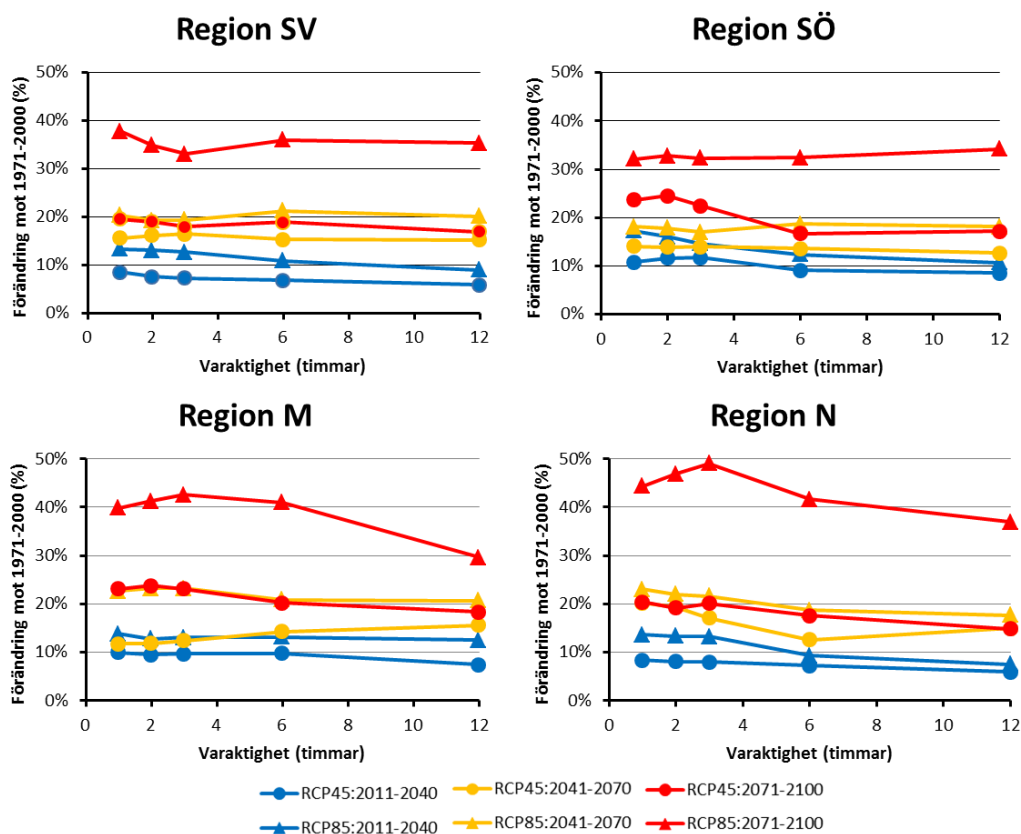 Region SV
Förändring mot 1971-2000 (%)
50%
40%
30%
20%
10%
0%
0 2 4 6 8 10 12
Varaktighet (timmar)
Region SÖ
Förändring mot 1971-2000 (%)
50%
40%
30%
20%
10%
0%
0 2 4 6 8 10 12
Varaktighet (timmar)
Region M
Förändring mot 1971-2000 (%)
50%
40%
30%
20%
10%
0%
0 2 4 6 8 10 12
Varaktighet (timmar)
Region N
Förändring mot 1971-2000 (%)
50%
40%
30%
20%
10%
0%
0 2 4 6 8 10 12
Varaktighet (timmar)
RCP45:2011-2040 RCP45:2041-2070 RCP45:2071-2100
RCP85:2011-2040 RCP85:2041-2070 RCP85:2071-2100